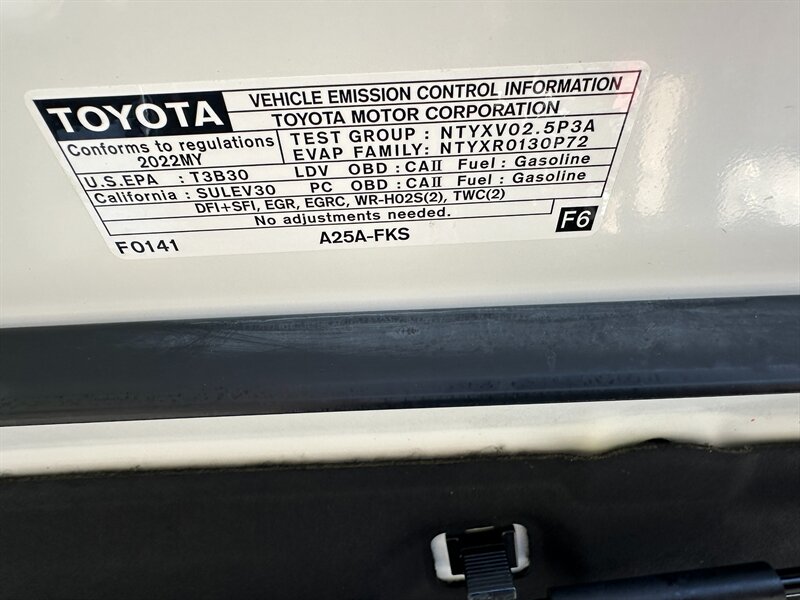 TOYOTA VEHICLE EMISSION CONTROL INFORMATION
TOYOTA MOTOR CORPORATION
Conforms to regulations
2022MY
TEST GROUP : NTYXV02.5P3A
EVAP FAMILY: NTYXR0130P72
U.S.EPA : T3B30 LDV OBD : CAII Fuel : Gasoline
California : SULEV30 PC OBD : CAII Fuel : Gasoline
DFI+SFI, EGR, EGRC, WR-HO2S(2), TWC(2)
No adjustments needed.
F0141 A25A-FKS F6